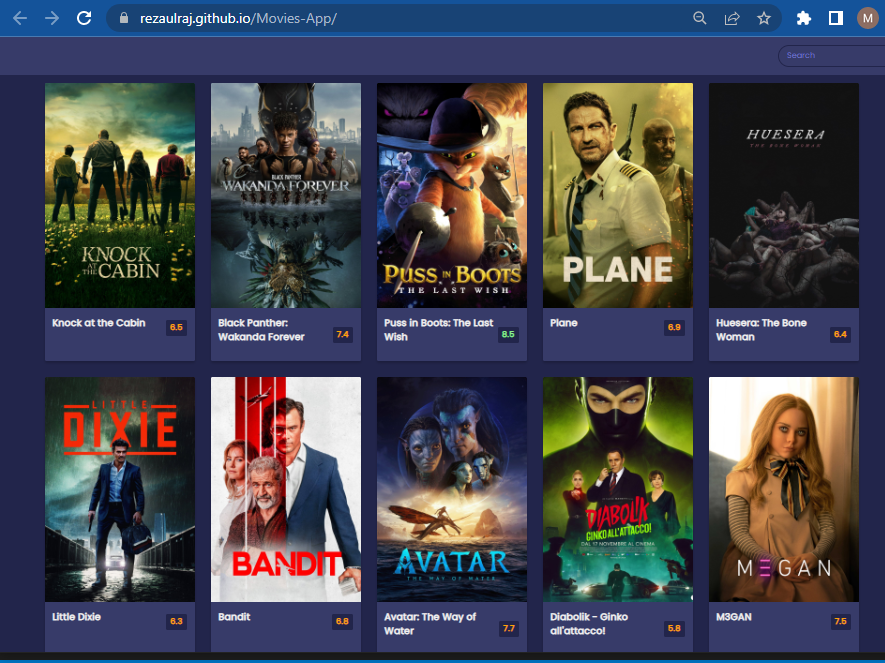 rezaulraj.github.io/Movies-App/
M
Search
KNOCK
AT THE CABIN
BLACK PANTHER
WAKANDA FOREVER
PUSS IN BOOTS
THE LAST WISH
PLANE
HUESERA
THE BONE WOMAN
Knock at the Cabin
6.5
Black Panther:
Wakanda Forever
7.4
Puss in Boots: The Last
Wish
8.5
Plane
6.9
Huesera: The Bone
Woman
6.4
LITTLE
DIXIE
BANDIT
AVATAR
THE WAY OF WATER
DIABOLIK
GINKO ALL'ATTACCO!
DAL 17 NOVEMBRE AL CINEMA
M3GAN
Little Dixie
6.3
Bandit
6.8
Avatar: The Way of
Water
7.7
Diabolik - Ginko
all'attacco!
5.8
M3GAN
7.5